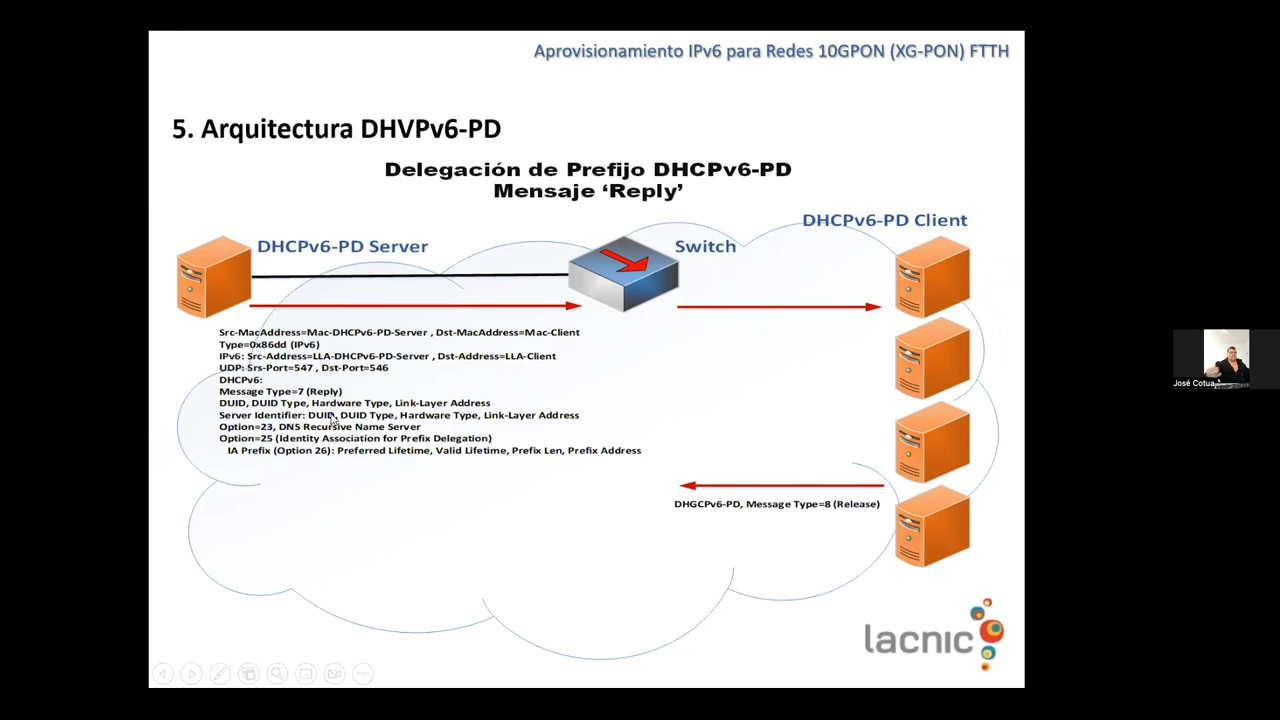 Aprovisionamiento IPv6 para Redes 10GPON (XG-PON) FTTH
5. Arquitectura DHVPv6-PD
Delegación de Prefijo DHCPv6-PD
Mensaje ‘Reply’
DHCPv6-PD Client
DHCPv6-PD Server
Switch
Src-MacAddress=Mac-DHCPv6-PD-Server , Dst-MacAddress=Mac-Client
Type=0x86dd (IPv6)
IPv6: Src-Address=LLA-DHCPv6-PD-Server , Dst-Address=LLA-Client
UDP: Srs-Port=547 , Dst-Port=546
DHCPv6:
Message Type=7 (Reply)
DUID, DUID Type, Hardware Type, Link-Layer Address
Server Identifier: DUID, DUID Type, Hardware Type, Link-Layer Address
Option=23, DNS Recursive Name Server
Option=25 (Identity Association for Prefix Delegation)
IA Prefix (Option 26): Preferred Lifetime, Valid Lifetime, Prefix Len, Prefix Address
DHGCPv6-PD, Message Type=8 (Release)
lacnic
José Cotua